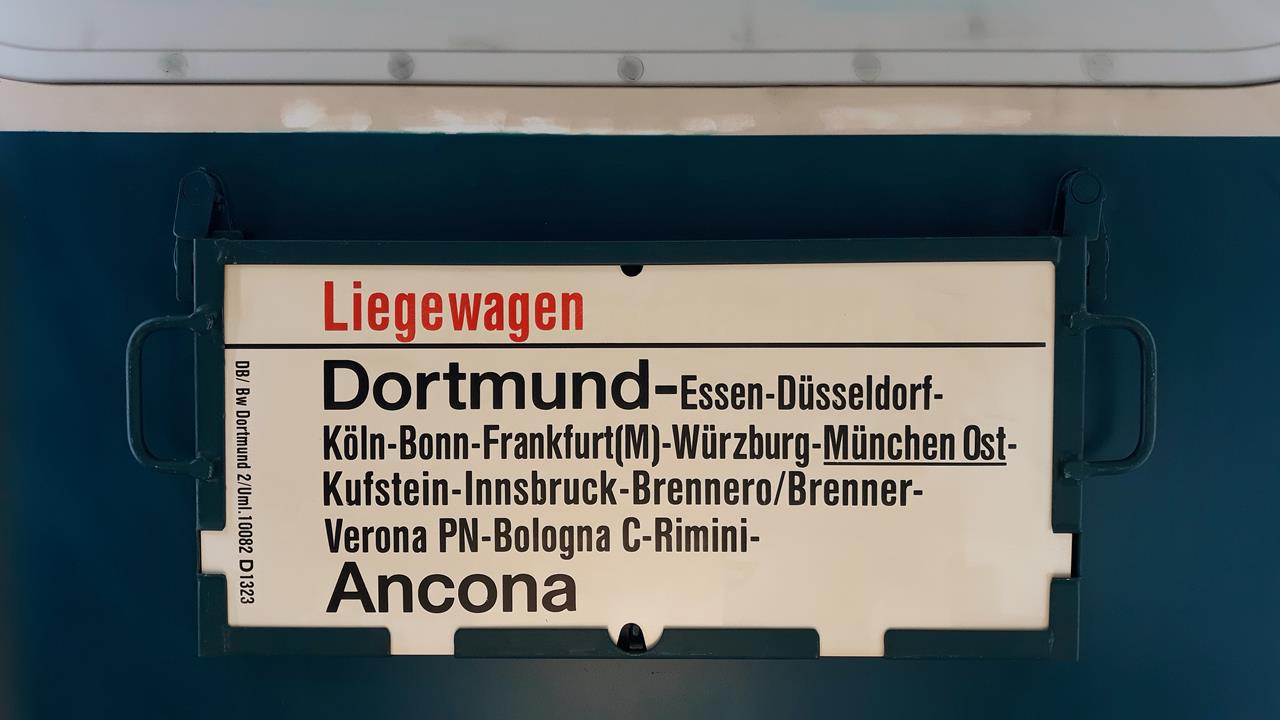 Liegewagen
Dortmund-Essen-Düsseldorf-
Köln-Bonn-Frankfurt(M)-Würzburg-München Ost-
Kufstein-Innsbruck-Brennero/Brenner-
Verona PN-Bologna C-Rimini-
Ancona
DB/ Bw Dortmund 2/Uml.10082 D 1323